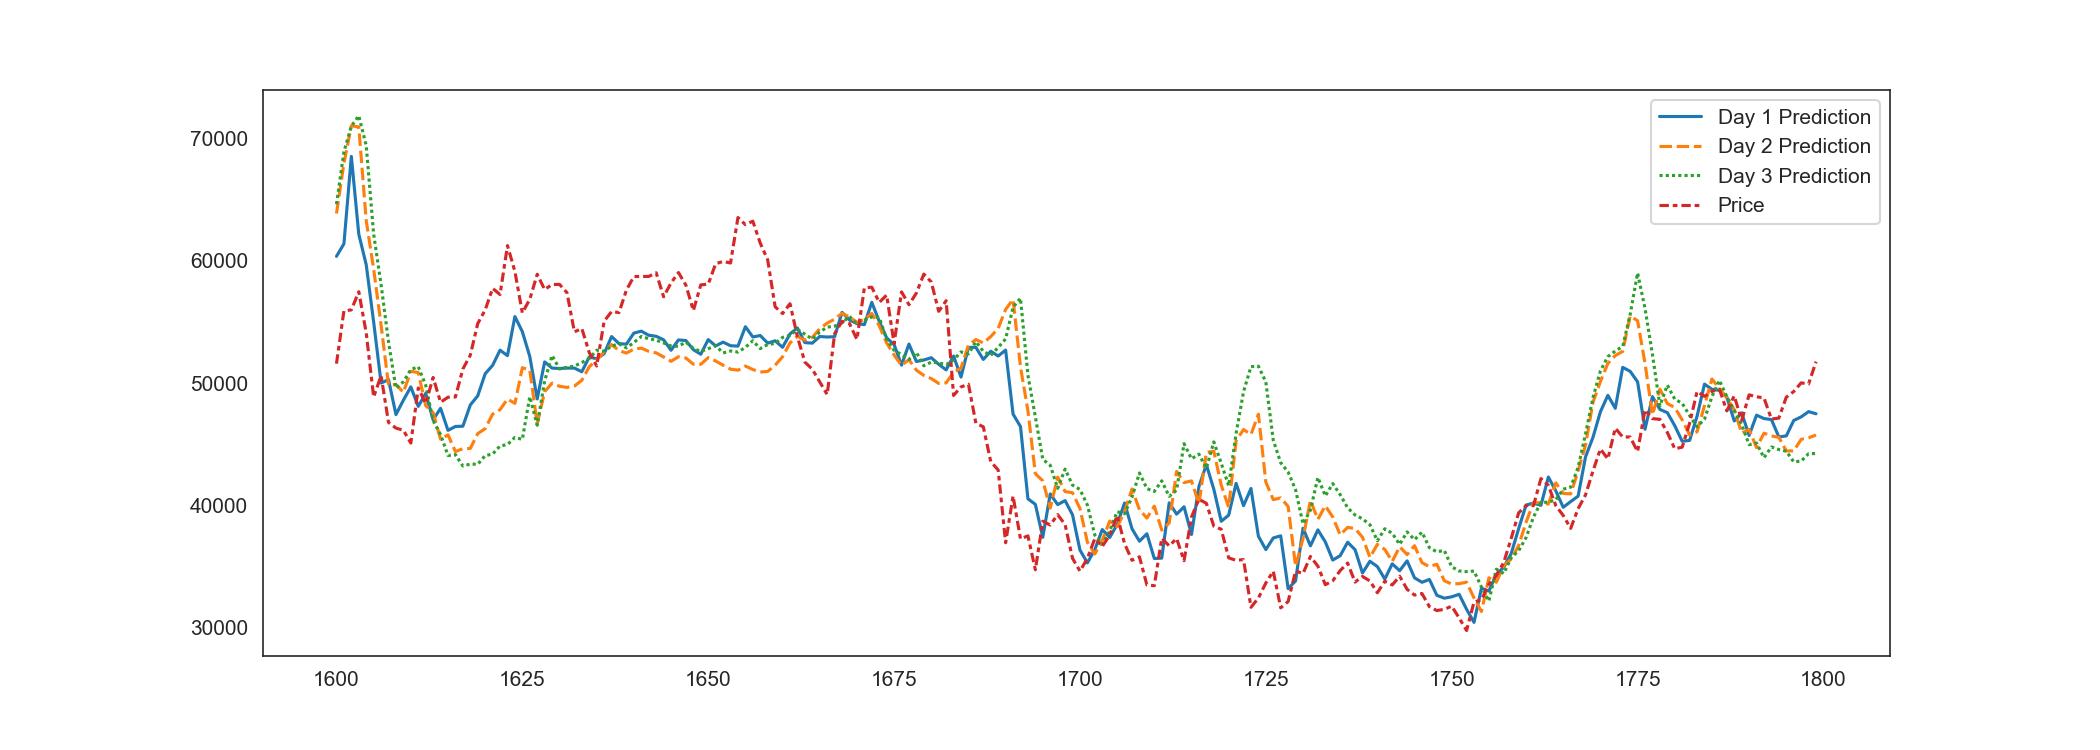 70000
60000
50000
40000
30000
1600 1625 1650 1675 1700 1725 1750 1775 1800
Day 1 Prediction
Day 2 Prediction
Day 3 Prediction
Price